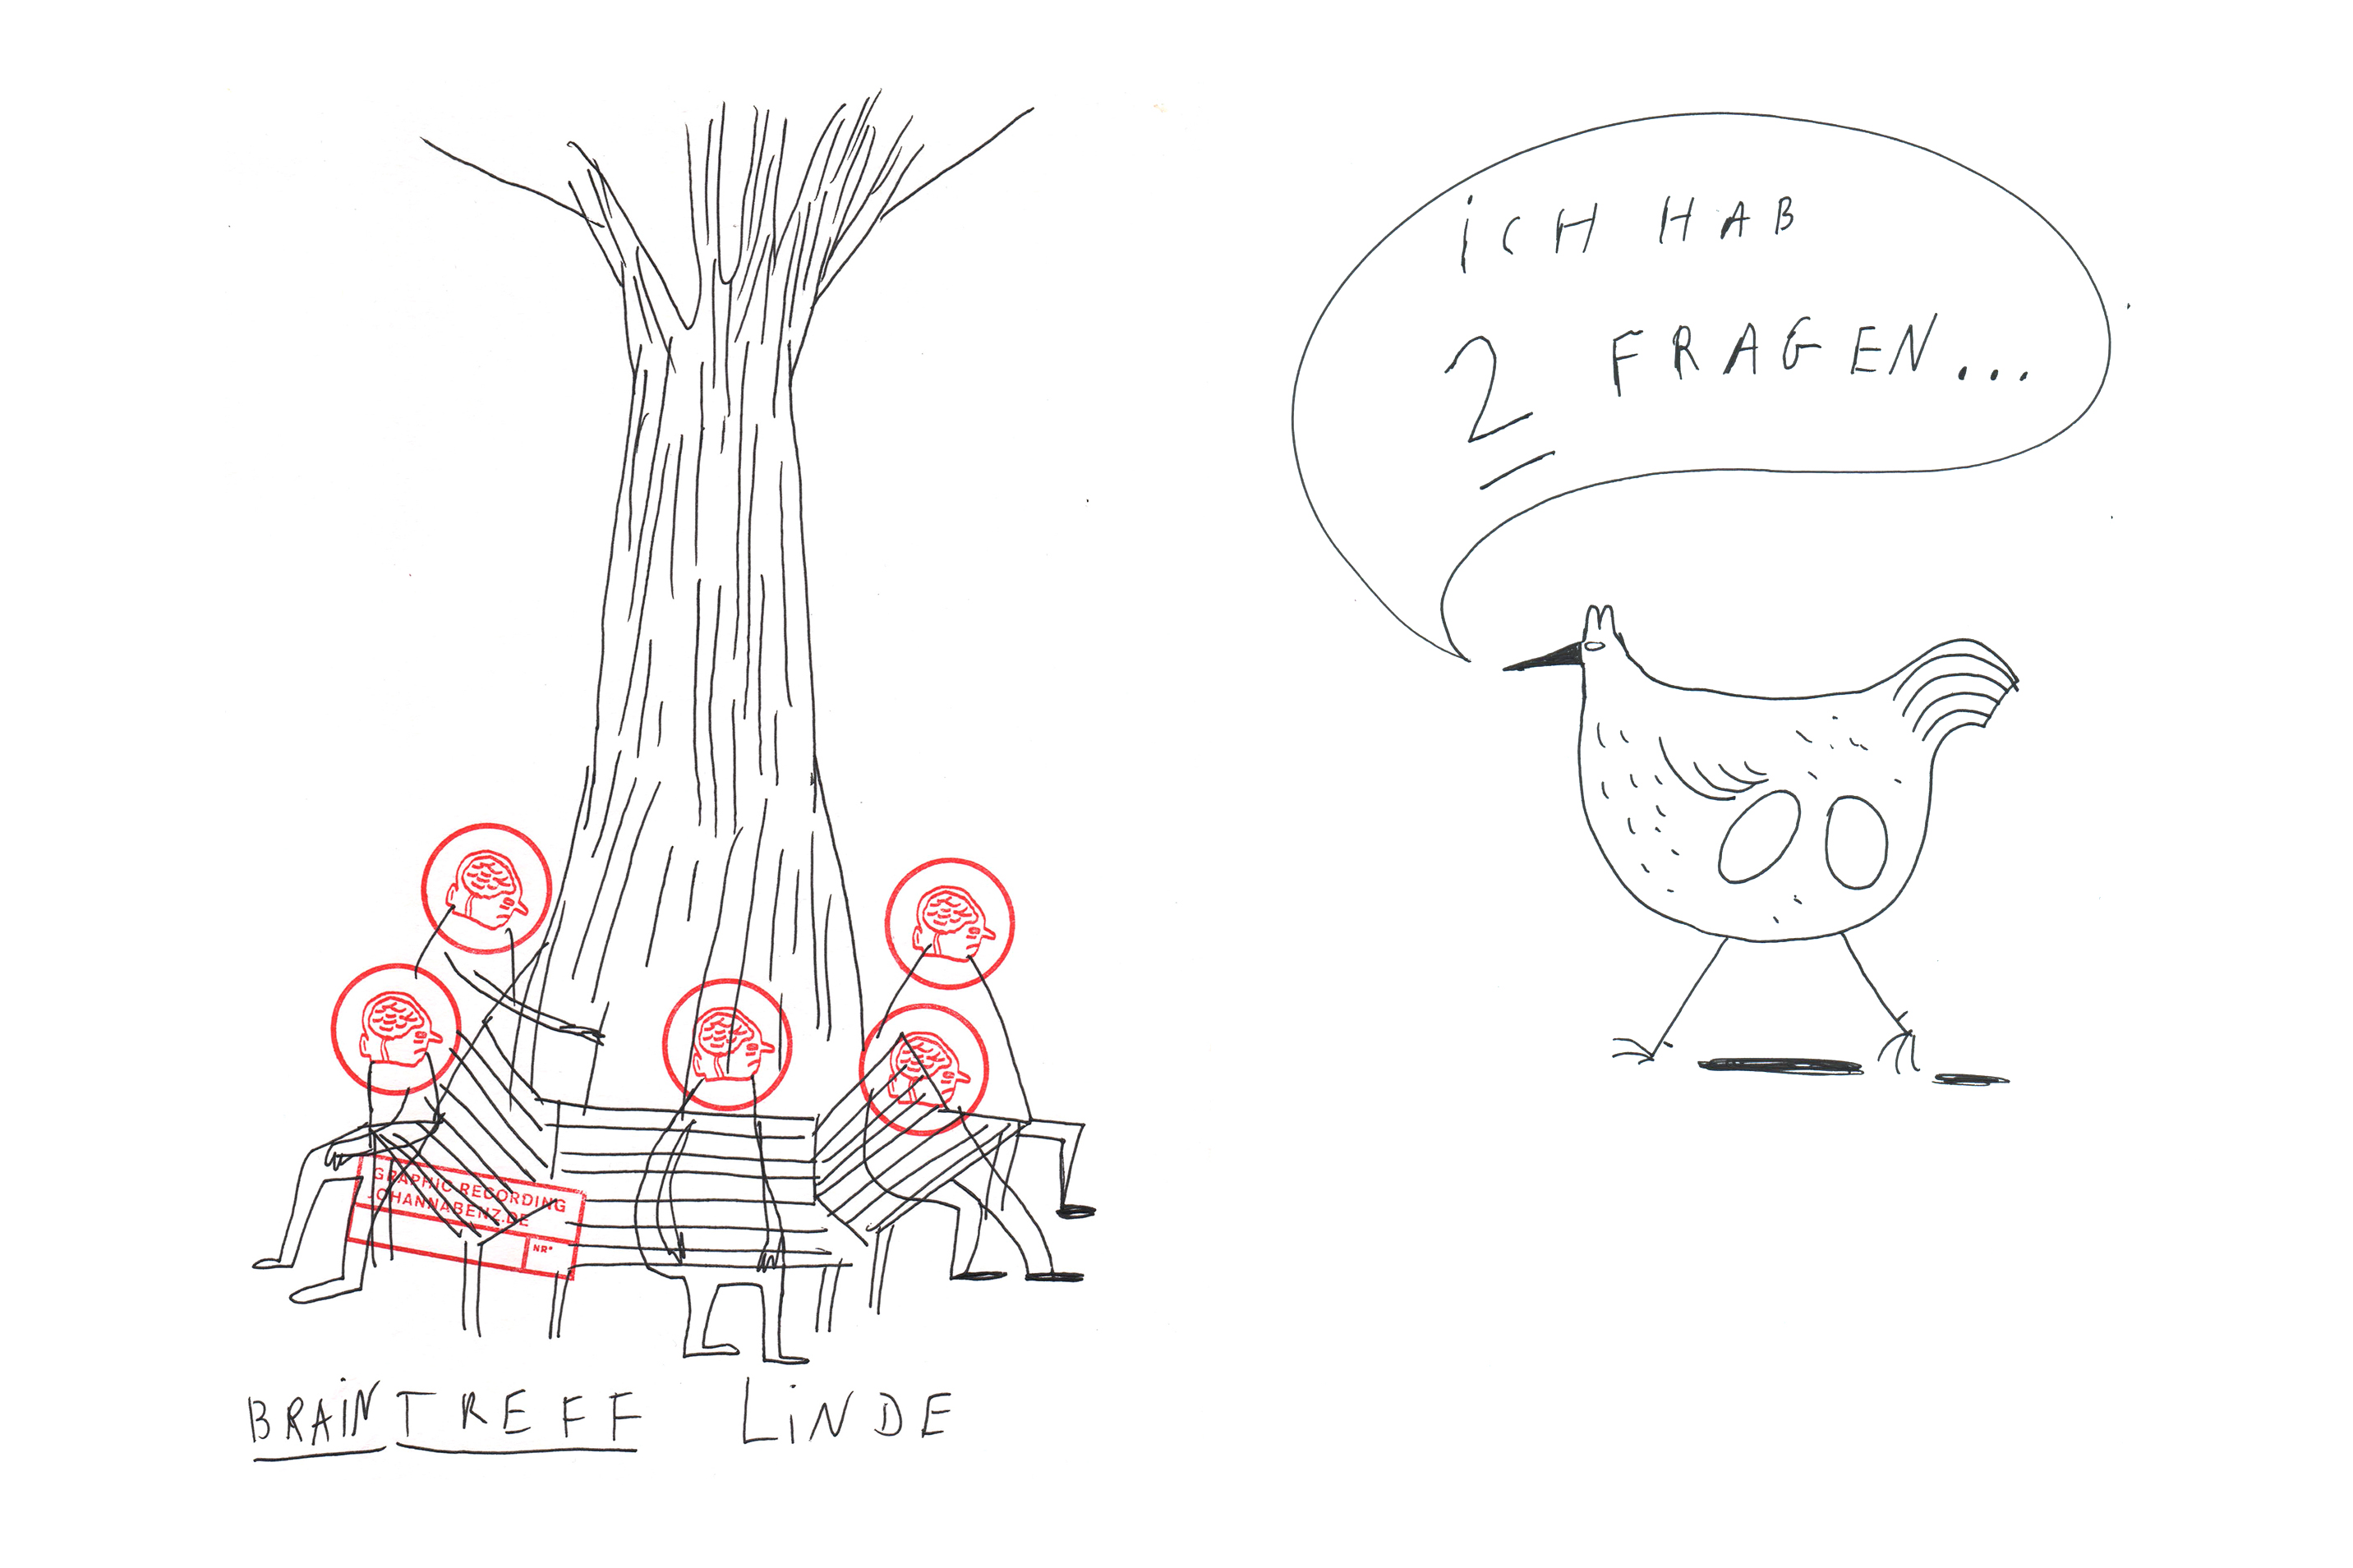 iCH HAB
2 FRAGEN...
GRAPHIC RECORDING
JOHANNABENZ.DE
NR°
BRAiNTREFF LiNDE